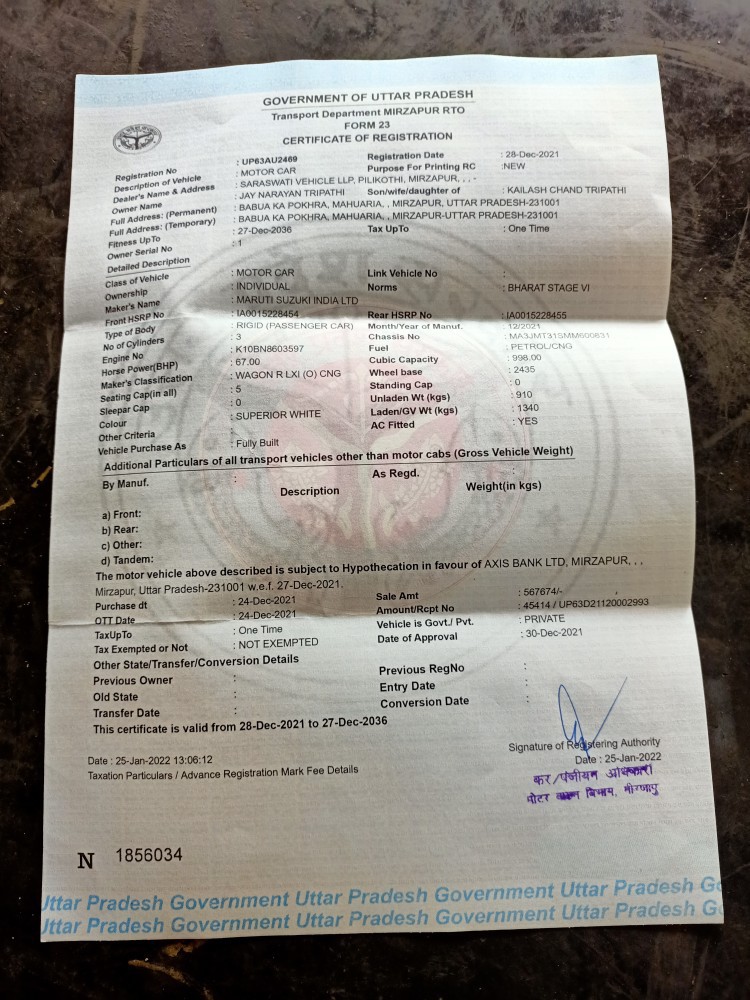 GOVERNMENT OF UTTAR PRADESH
Transport Department MIRZAPUR RTO
FORM 23
CERTIFICATE OF REGISTRATION
Registration No : UP63AU2469 Registration Date : 28-Dec-2021
Description of Vehicle : MOTOR CAR Purpose For Printing RC :NEW
Dealer's Name & Address : SARASWATI VEHICLE LLP, PILIKOTHI, MIRZAPUR, , , -
Owner Name : JAY NARAYAN TRIPATHI Son/wife/daughter of : KAILASH CHAND TRIPATHI
Full Address: (Permanent) : BABUA KA POKHRA, MAHUARIA, , MIRZAPUR, UTTAR PRADESH-231001
Full Address: (Temporary) : BABUA KA POKHRA, MAHUARIA, , MIRZAPUR-UTTAR PRADESH-231001
Fitness UpTo : 27-Dec-2036 Tax UpTo : One Time
Owner Serial No : 1
Detailed Description
Class of Vehicle : MOTOR CAR Link Vehicle No :
Ownership : INDIVIDUAL Norms : BHARAT STAGE VI
Maker's Name : MARUTI SUZUKI INDIA LTD
Front HSRP No : IA0015228454 Rear HSRP No : IA0015228455
Type of Body : RIGID (PASSENGER CAR) Month/Year of Manuf. : 12/2021
No of Cylinders : 3 Chassis No : MA3JMT31SMM600831
Engine No : K10BN8603597 Fuel : PETROL/CNG
Horse Power(BHP) : 67.00 Cubic Capacity : 998.00
Maker's Classification : WAGON R LXI (O) CNG Wheel base : 2435
Seating Cap(in all) : 5 Standing Cap : 0
Sleepar Cap : 0 Unladen Wt (kgs) : 910
Colour : SUPERIOR WHITE Laden/GV Wt (kgs) : 1340
Other Criteria : AC Fitted : YES
Vehicle Purchase As : Fully Built
Additional Particulars of all transport vehicles other than motor cabs (Gross Vehicle Weight)
By Manuf. : As Regd. :
Description Weight(in kgs)
a) Front:
b) Rear:
c) Other:
d) Tandem:
The motor vehicle above described is subject to Hypothecation in favour of AXIS BANK LTD, MIRZAPUR, , ,
Mirzapur, Uttar Pradesh-231001 w.e.f. 27-Dec-2021.
Purchase dt : 24-Dec-2021 Sale Amt : 567674/-
OTT Date : 24-Dec-2021 Amount/Rcpt No : 45414 / UP63D21120002993
TaxUpTo : One Time Vehicle is Govt./ Pvt. : PRIVATE
Tax Exempted or Not : NOT EXEMPTED Date of Approval : 30-Dec-2021
Other State/Transfer/Conversion Details
Previous Owner : Previous RegNo :
Old State : Entry Date :
Transfer Date : Conversion Date :
This certificate is valid from 28-Dec-2021 to 27-Dec-2036
Signature of Registering Authority
Date : 25-Jan-2022 13:06:12 Date : 25-Jan-2022
Taxation Particulars / Advance Registration Mark Fee Details
कर/पंजीयन अधिकारी
मोटर वाहन विभाग, मीरजापुर
N 1856034
Uttar Pradesh Government Uttar Pradesh Government Uttar Pradesh Go
Uttar Pradesh Government Uttar Pradesh Government Uttar Pradesh G